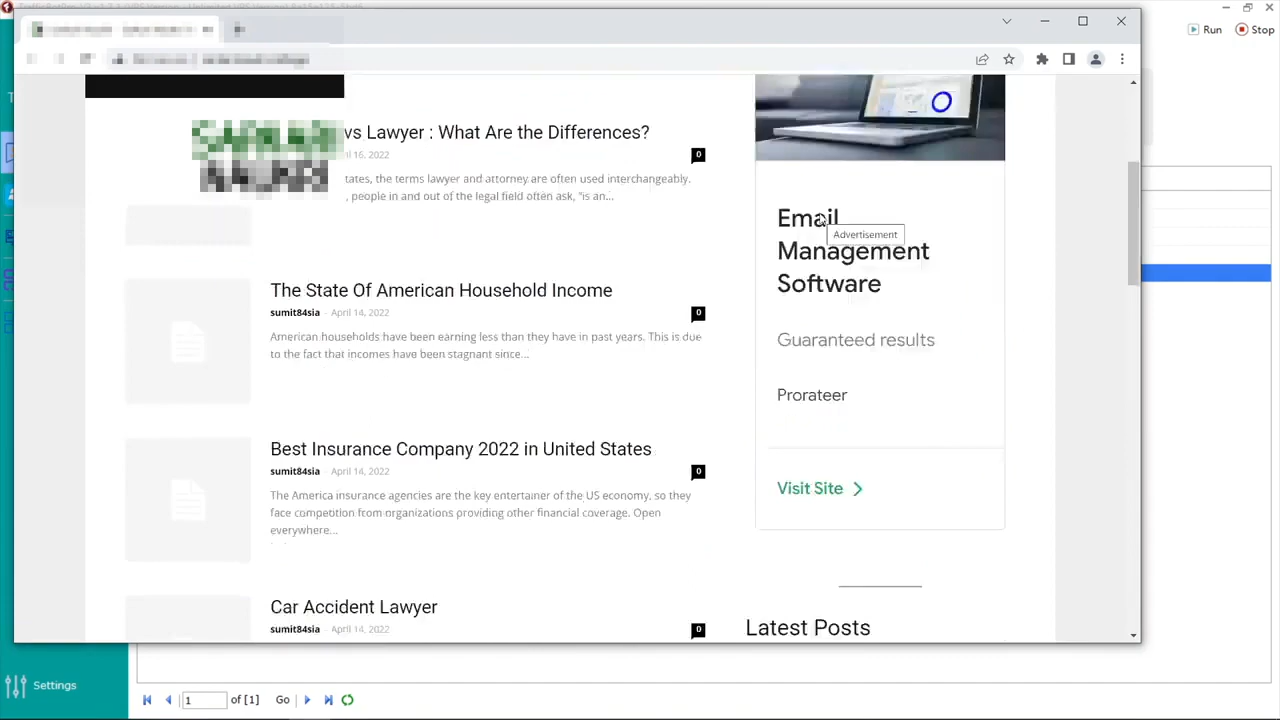 Run
Stop
vs Lawyer : What Are the Differences?
16, 2022
0
tates, the terms lawyer and attorney are often used interchangeably.
, people in and out of the legal field often ask, "is an...
The State Of American Household Income
sumit84sia - April 14, 2022
0
American households have been earning less than they have in past years. This is due
to the fact that incomes have been stagnant since...
Best Insurance Company 2022 in United States
sumit84sia - April 14, 2022
0
The America insurance agencies are the key entertainer of the US economy, so they
face competition from organizations providing other financial coverage. Open
everywhere...
Car Accident Lawyer
sumit84sia - April 14, 2022
0
Email
Advertisement
Management
Software
Guaranteed results
Prorateer
Visit Site
Latest Posts
Settings
1
of [1]
Go